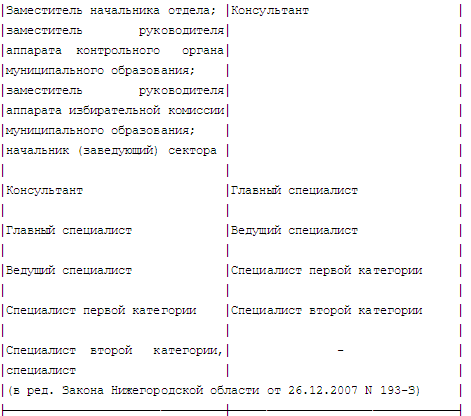 Заместитель начальника отдела; Консультант
заместитель руководителя
аппарата контрольного органа
муниципального образования;
заместитель руководителя
аппарата избирательной комиссии
муниципального образования;
начальник (заведующий) сектора
Консультант Главный специалист
Главный специалист Ведущий специалист
Ведущий специалист Специалист первой категории
Специалист первой категории Специалист второй категории
Специалист второй категории, -
специалист
(в ред. Закона Нижегородской области от 26.12.2007 N 193-З)